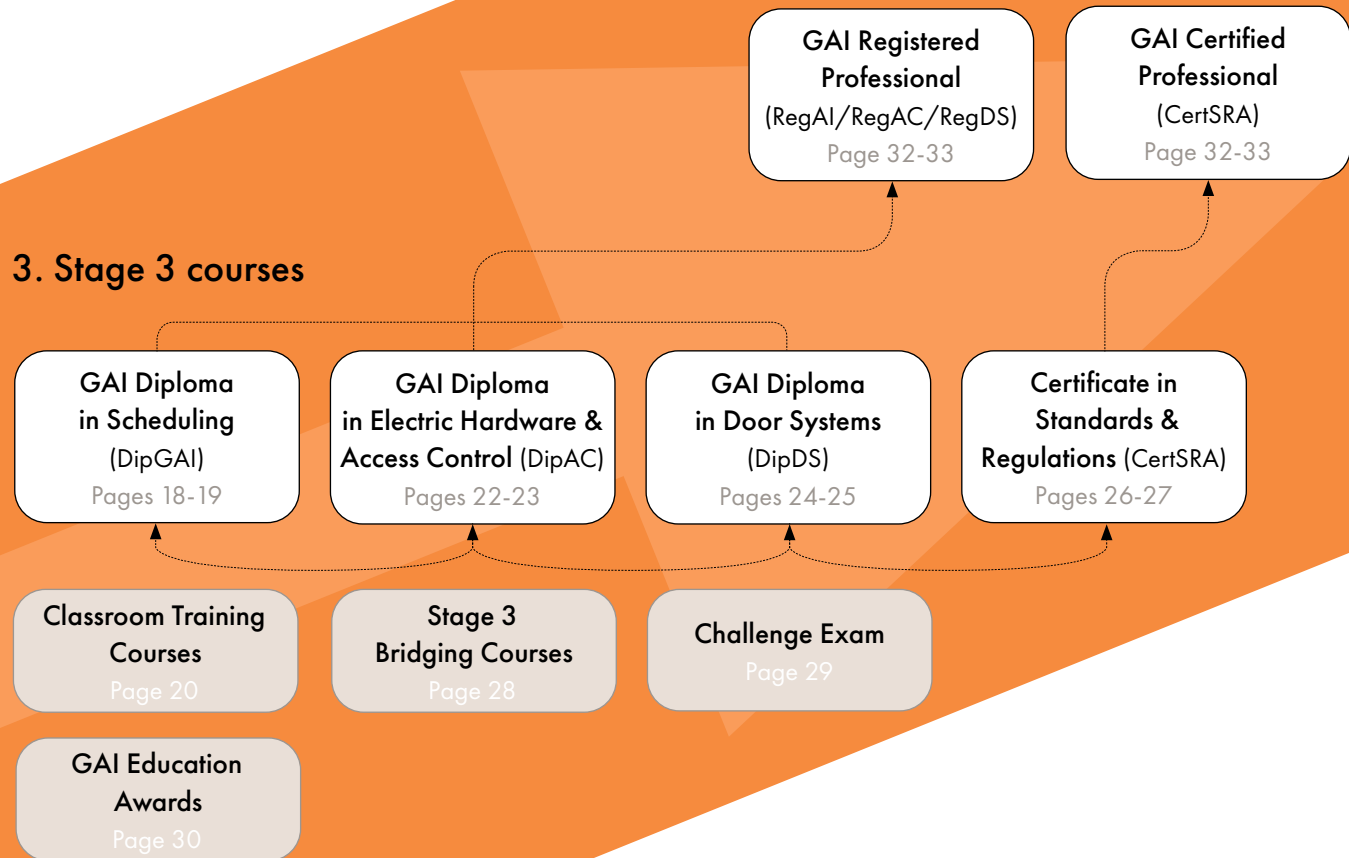 GAI Registered
Professional
(RegAI/RegAC/RegDS)
Page 32-33
GAI Certified
Professional
(CertSRA)
Page 32-33
3. Stage 3 courses
GAI Diploma
in Scheduling
(DipGAI)
Pages 18-19
GAI Diploma
in Electric Hardware &
Access Control (DipAC)
Pages 22-23
GAI Diploma
in Door Systems
(DipDS)
Pages 24-25
Certificate in
Standards &
Regulations (CertSRA)
Pages 26-27
Classroom Training
Courses
Page 20
Stage 3
Bridging Courses
Page 28
Challenge Exam
Page 29
GAI Education
Awards
Page 30